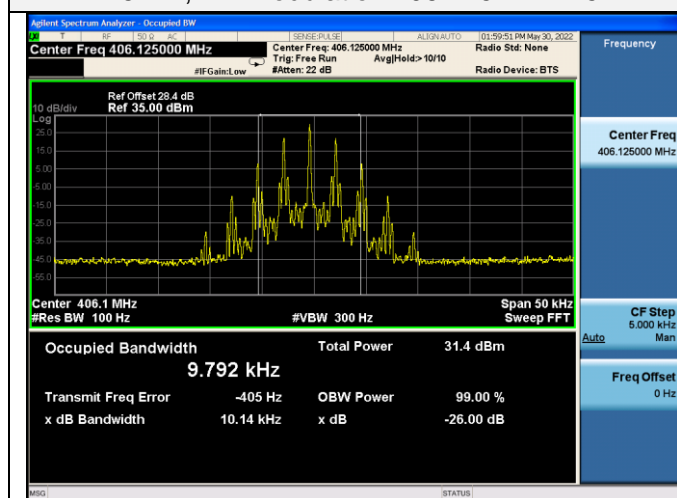 Agilent Spectrum Analyzer - Occupied BW
T RF 50 Ω AC SENSE:PULSE ALIGN AUTO 01:59:51 PM May 30, 2022
Center Freq 406.125000 MHz Center Freq: 406.125000 MHz Radio Std: None
Trig: Free Run Avg|Hold:> 10/10
#IFGain:Low #Atten: 22 dB Radio Device: BTS
Ref Offset 28.4 dB
10 dB/div Ref 35.00 dBm
Log
25.0
15.0
5.00
-5.00
-15.0
-25.0
-35.0
-45.0
-55.0
Center 406.1 MHz Span 50 kHz
#Res BW 100 Hz #VBW 300 Hz Sweep FFT
Occupied Bandwidth Total Power 31.4 dBm
9.792 kHz
Transmit Freq Error -405 Hz OBW Power 99.00 %
x dB Bandwidth 10.14 kHz x dB -26.00 dB
MSG STATUS
Frequency
Center Freq
406.125000 MHz
CF Step
5.000 kHz
Auto Man
Freq Offset
0 Hz